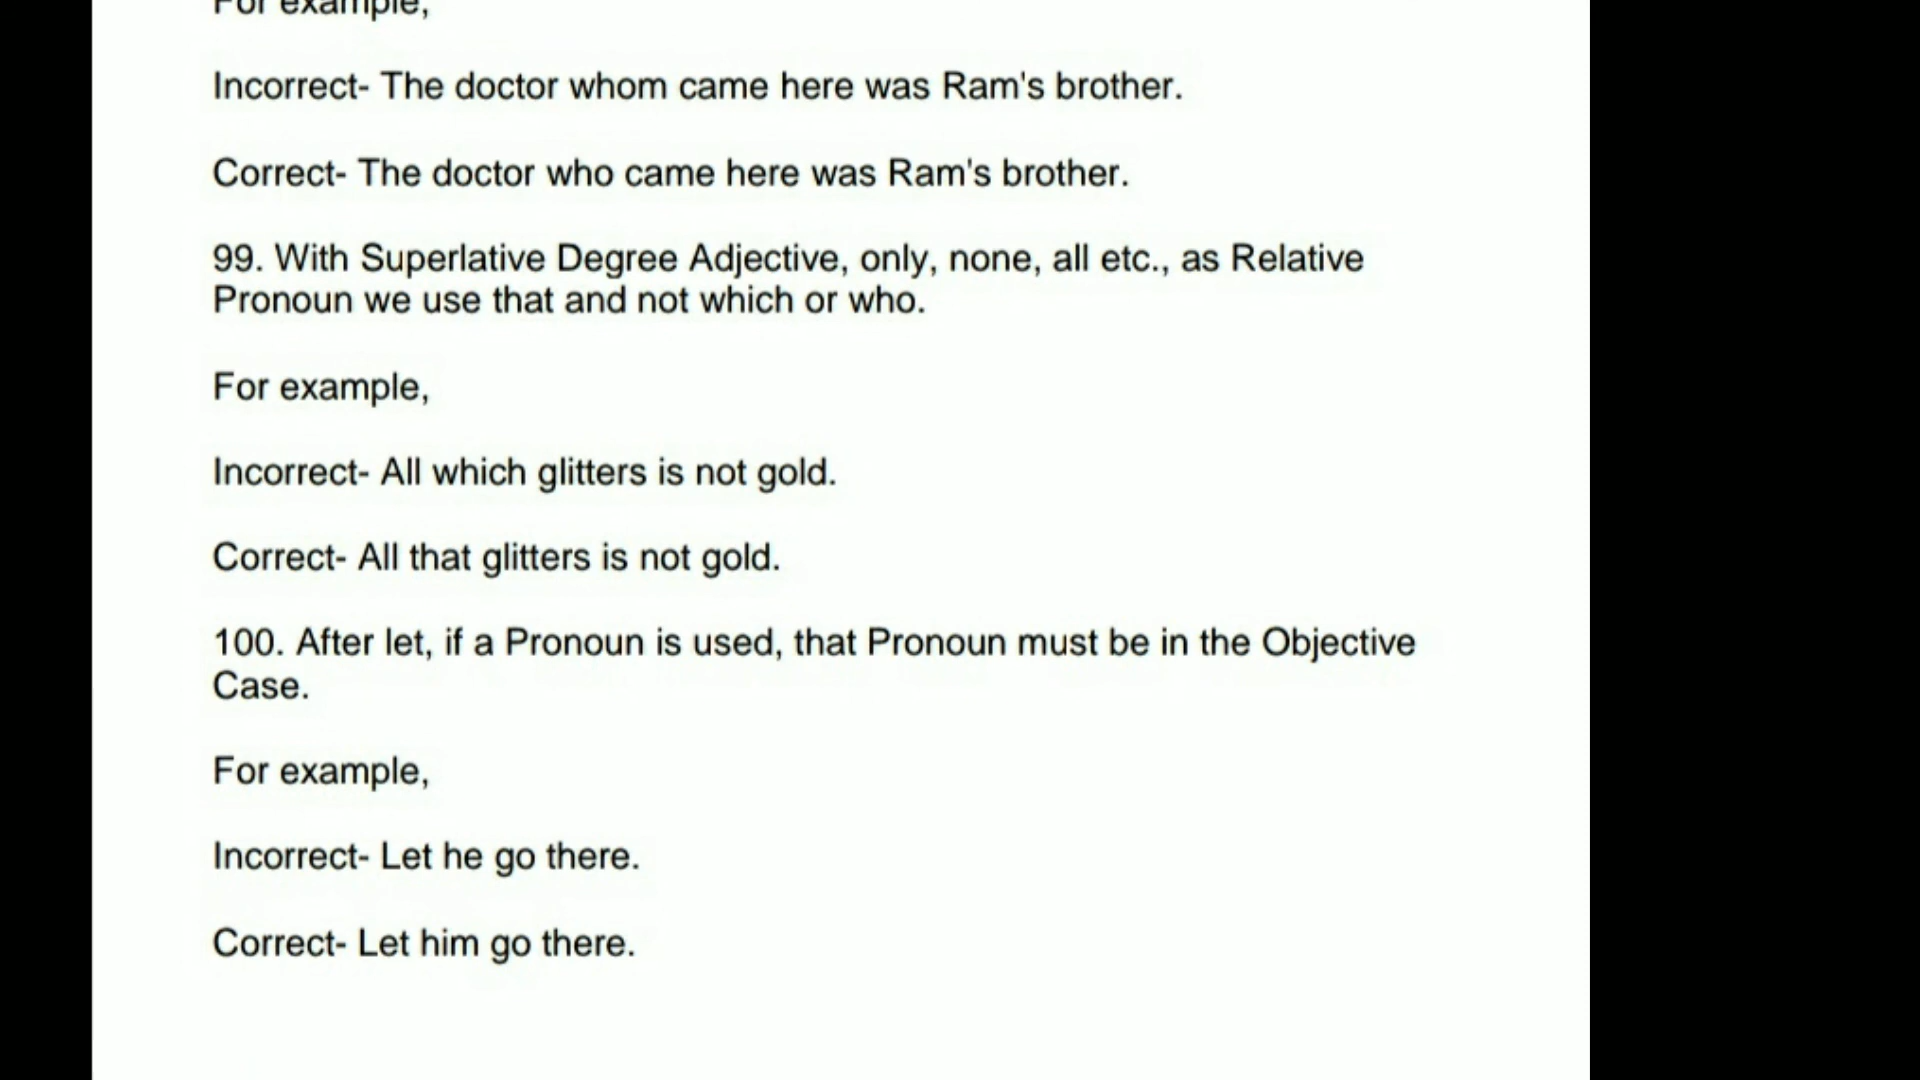 For example,
Incorrect- The doctor whom came here was Ram's brother.
Correct- The doctor who came here was Ram's brother.
99. With Superlative Degree Adjective, only, none, all etc., as Relative
Pronoun we use that and not which or who.
For example,
Incorrect- All which glitters is not gold.
Correct- All that glitters is not gold.
100. After let, if a Pronoun is used, that Pronoun must be in the Objective
Case.
For example,
Incorrect- Let he go there.
Correct- Let him go there.